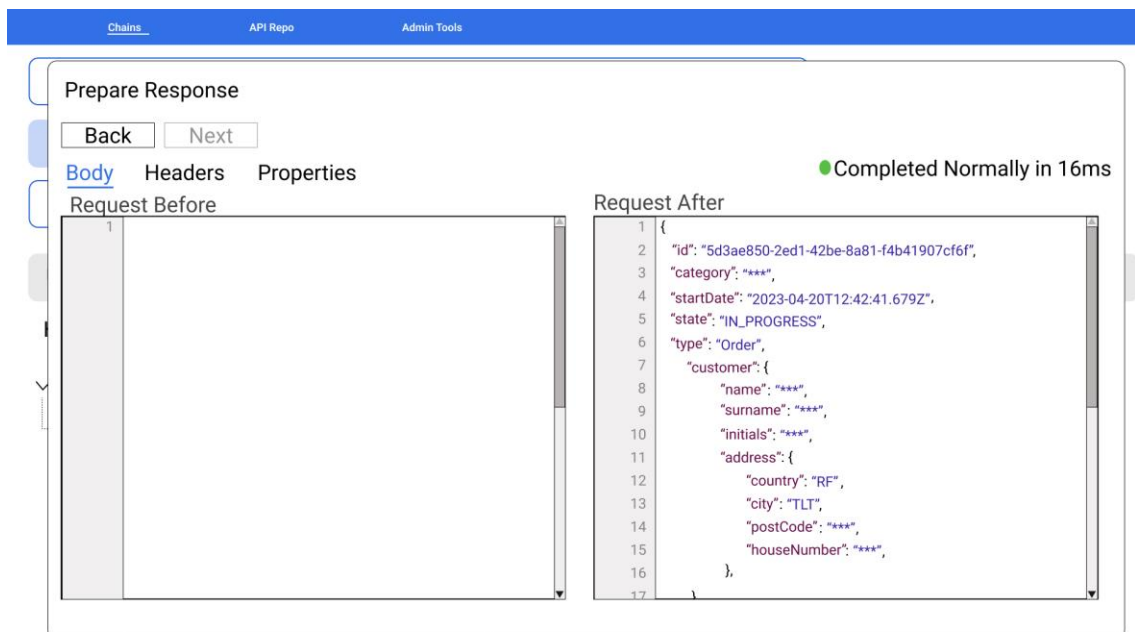 Chains API Repo Admin Tools
Prepare Response
Back Next
Body Headers Properties
Completed Normally in 16ms
Request Before
1
Request After
1 {
2 “id”: “5d3ae850-2ed1-42be-8a81-f4b41907cf6f”,
3 “category”: “***”,
4 “startDate”: “2023-04-20T12:42:41.679Z”,
5 “state”: “IN_PROGRESS”,
6 “type”: “Order”,
7 “customer”: {
8 “name”: “***”,
9 “surname”: “***”,
10 “initials”: “***”,
11 “address”: {
12 “country”: “RF”,
13 “city”: “TLT”,
14 “postCode”: “***”,
15 “houseNumber”: “***”,
16 },
17 }